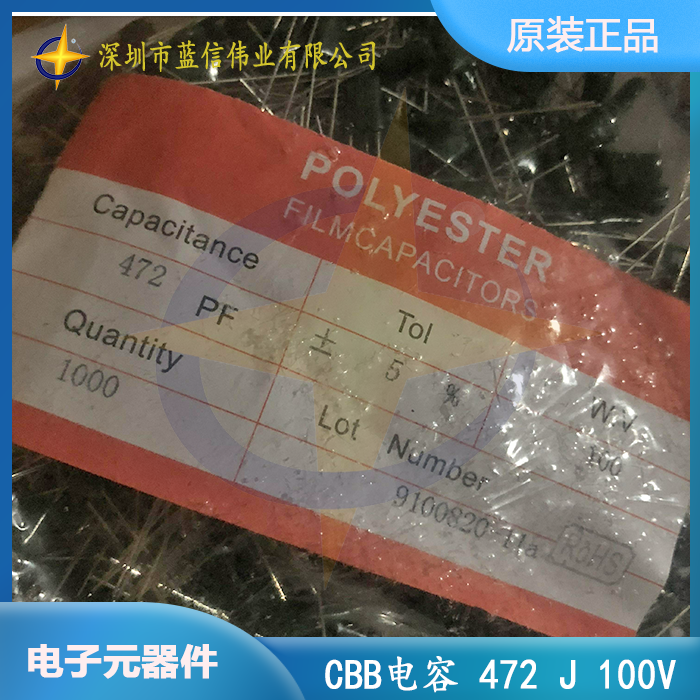 深圳市蓝信伟业有限公司
原装正品
POLYESTER
FILMCAPACITORS
Capacitance
472 PF
Tol
± 5 %
W.V
100
Quantity
1000
Lot Number
9100820-11a
RoHS
电子元器件
CBB电容 472 J 100V